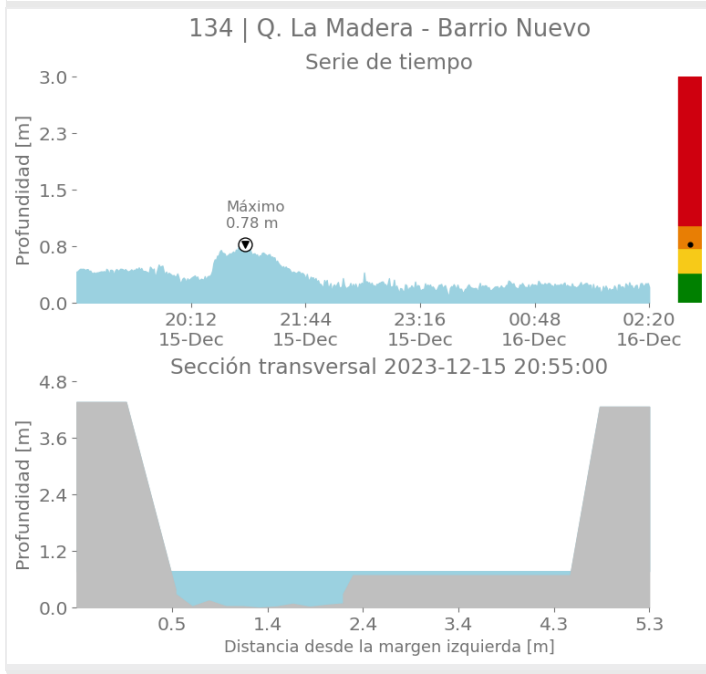 134 | Q. La Madera - Barrio Nuevo
Serie de tiempo
Profundidad [m]
3.0
2.3
1.5
0.8
0.0
Máximo
0.78 m
20:12
15-Dec
21:44
15-Dec
23:16
15-Dec
00:48
16-Dec
02:20
16-Dec
Sección transversal 2023-12-15 20:55:00
Profundidad [m]
4.8
3.6
2.4
1.2
0.0
0.5
1.4
2.4
3.4
4.3
5.3
Distancia desde la margen izquierda [m]